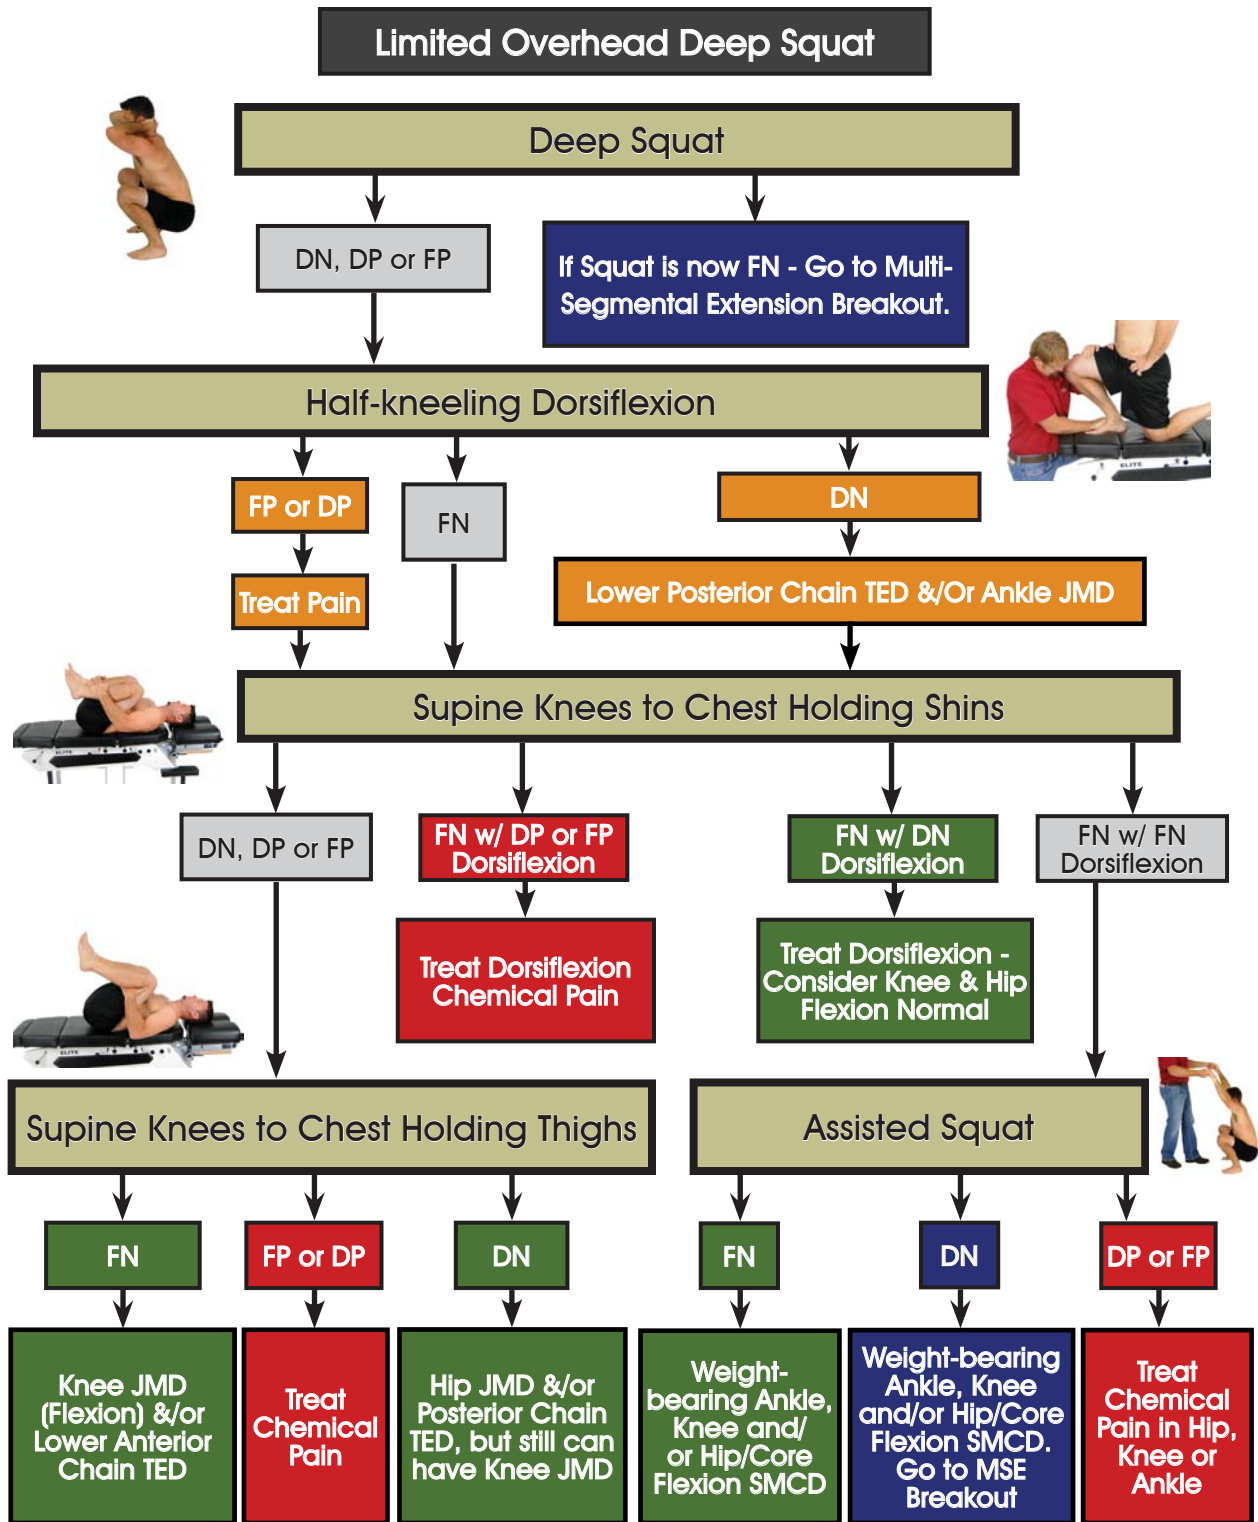 Limited Overhead Deep Squat
Deep Squat
DN, DP or FP
If Squat is now FN - Go to Multi-
Segmental Extension Breakout.
Half-kneeling Dorsiflexion
FP or DP
FN
DN
Treat Pain
Lower Posterior Chain TED &/Or Ankle JMD
ELITE
Supine Knees to Chest Holding Shins
ELITE
DN, DP or FP
FN w/ DP or FP
Dorsiflexion
FN w/ DN
Dorsiflexion
FN w/ FN
Dorsiflexion
Treat Dorsiflexion
Chemical Pain
Treat Dorsiflexion -
Consider Knee & Hip
Flexion Normal
ELITE
Supine Knees to Chest Holding Thighs
Assisted Squat
FN
FP or DP
DN
FN
DN
DP or FP
Knee JMD
(Flexion) &/or
Lower Anterior
Chain TED
Treat
Chemical
Pain
Hip JMD &/or
Posterior Chain
TED, but still can
have Knee JMD
Weight-
bearing Ankle,
Knee and/
or Hip/Core
Flexion SMCD
Weight-bearing
Ankle, Knee
and/or Hip/Core
Flexion SMCD.
Go to MSE
Breakout
Treat
Chemical
Pain in Hip,
Knee or
Ankle